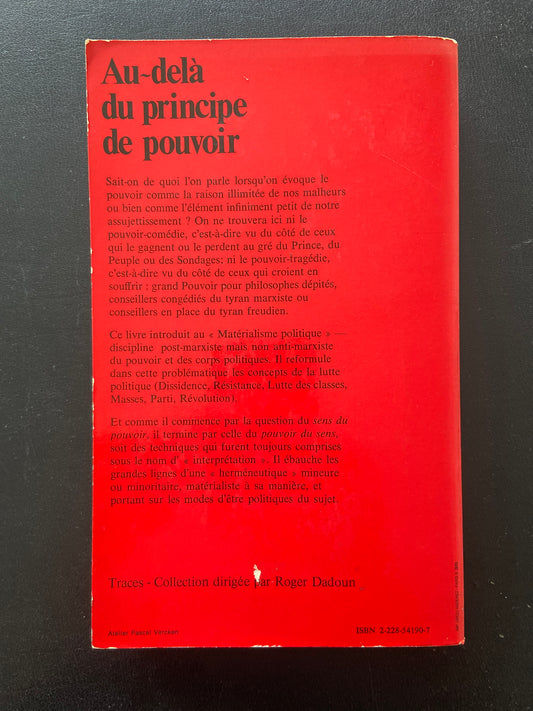 Au-delà
du principe
de pouvoir
Sait-on de quoi l'on parle lorsqu'on évoque le
pouvoir comme la raison illimitée de nos malheurs
ou bien comme l'élément infiniment petit de notre
assujettissement ? On ne trouvera ici ni le
pouvoir-comédie, c'est-à-dire vu du côté de ceux
qui le gagnent ou le perdent au gré du Prince, du
Peuple ou des Sondages; ni le pouvoir-tragédie,
c'est-à-dire vu du côté de ceux qui croient en
souffrir : grand Pouvoir pour philosophes dépités,
conseillers congédiés du tyran marxiste ou
conseillers en place du tyran freudien.
Ce livre introduit au « Matérialisme politique » —
discipline post-marxiste mais non anti-marxiste
du pouvoir et des corps politiques. Il reformule
dans cette problématique les concepts de la lutte
politique (Dissidence, Résistance, Lutte des classes,
Masses, Parti, Révolution).
Et comme il commence par la question du sens du
pouvoir, il termine par celle du pouvoir du sens,
soit des techniques qui furent toujours comprises
sous le nom d' « interprétation ». Il ébauche les
grandes lignes d'une « herméneutique » mineure
ou minoritaire, matérialiste à sa manière, et
portant sur les modes d'être politiques du sujet.
Traces - Collection dirigée par Roger Dadoun
Atelier Pascal Vercken
ISBN 2-228-34190-7